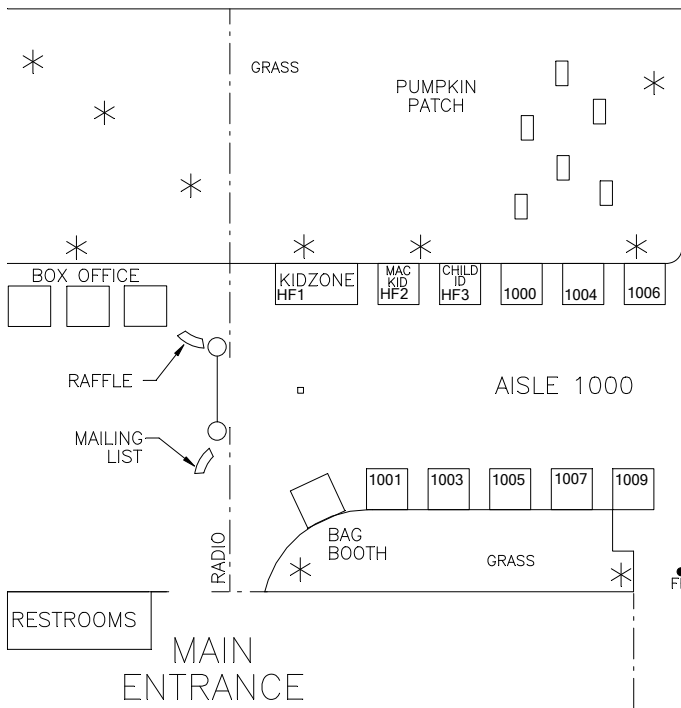 GRASS
PUMPKIN
PATCH
BOX OFFICE
KIDZONE
HF1
MAC
KID
HF2
CHILD
ID
HF3
1000
1004
1006
RAFFLE
AISLE 1000
MAILING
LIST
1001
1003
1005
1007
1009
BAG
BOOTH
GRASS
RADIO
RESTROOMS
MAIN
ENTRANCE